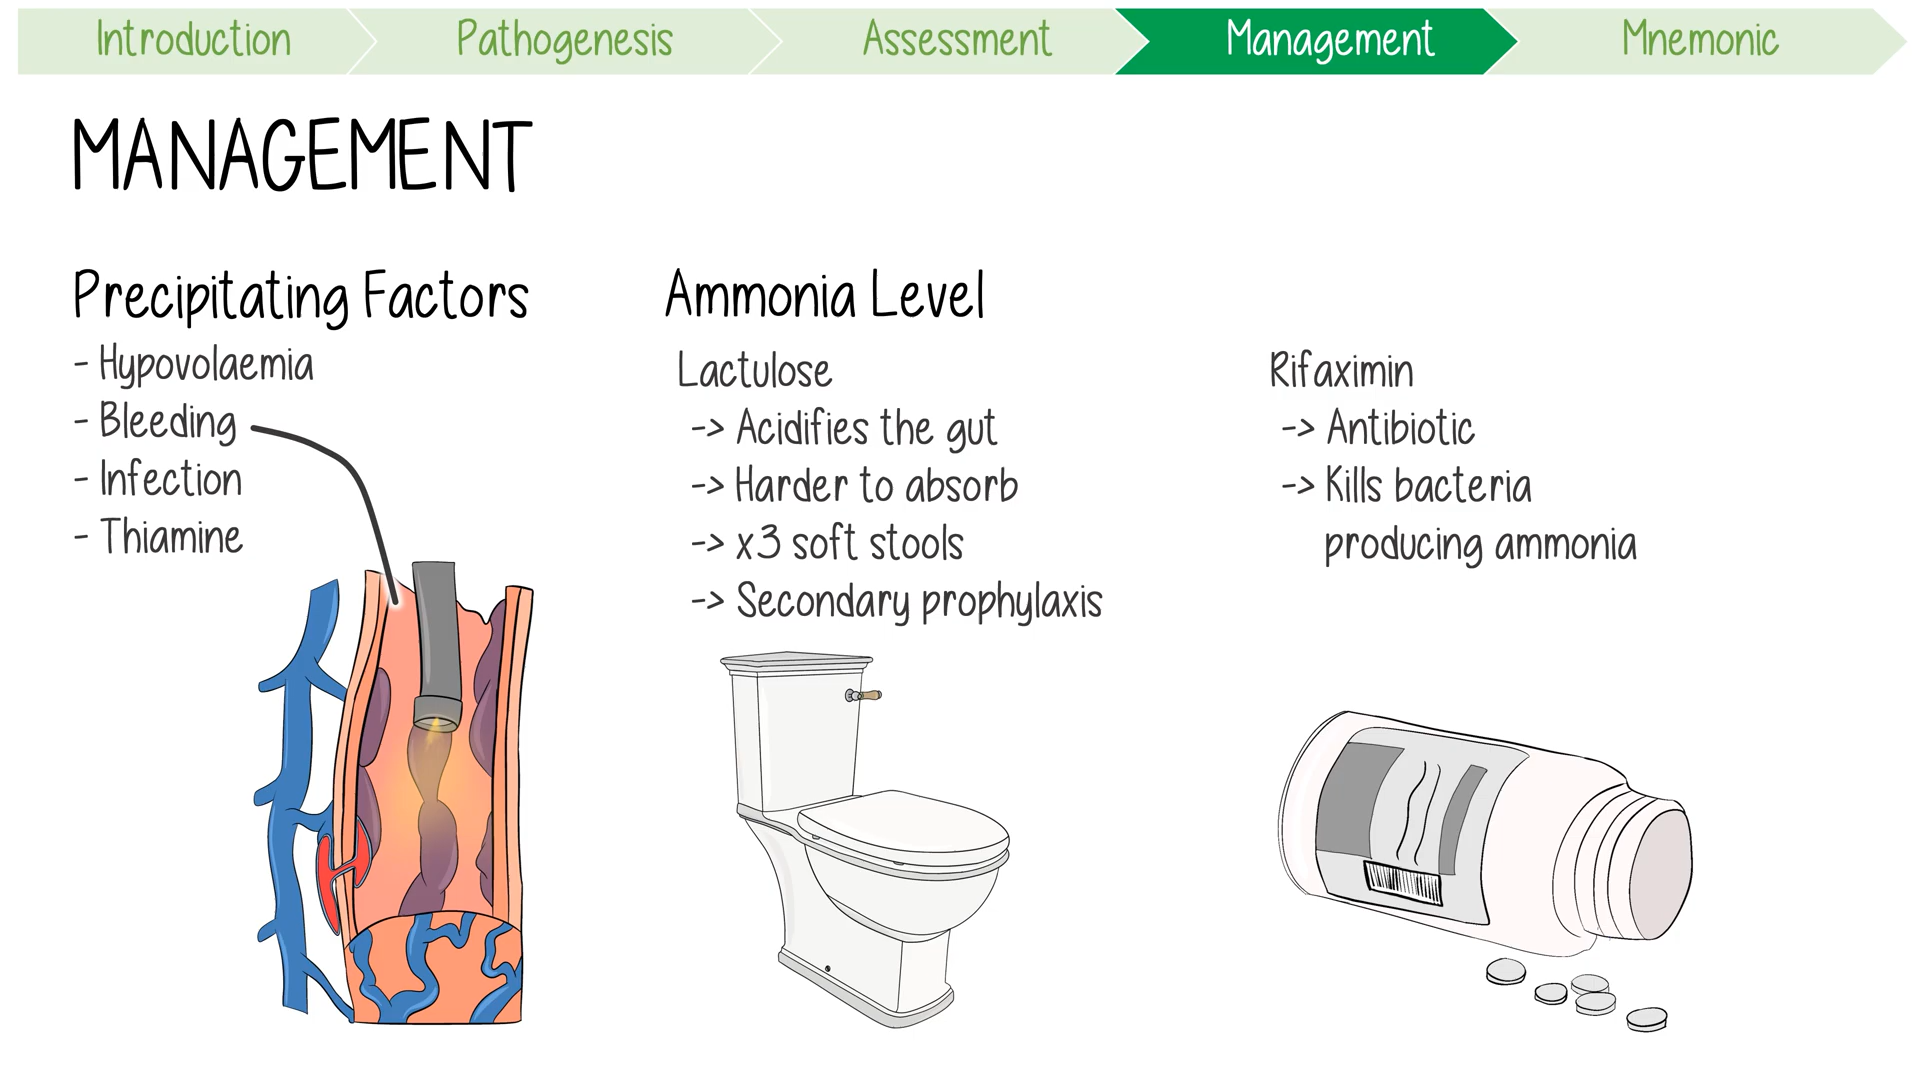 Introduction
Pathogenesis
Assessment
Management
Mnemonic
MANAGEMENT
Precipitating Factors
- Hypovolaemia
- Bleeding
- Infection
- Thiamine
Ammonia Level
Lactulose
-> Acidifies the gut
-> Harder to absorb
-> x3 soft stools
-> Secondary prophylaxis
Rifaximin
-> Antibiotic
-> Kills bacteria
producing ammonia